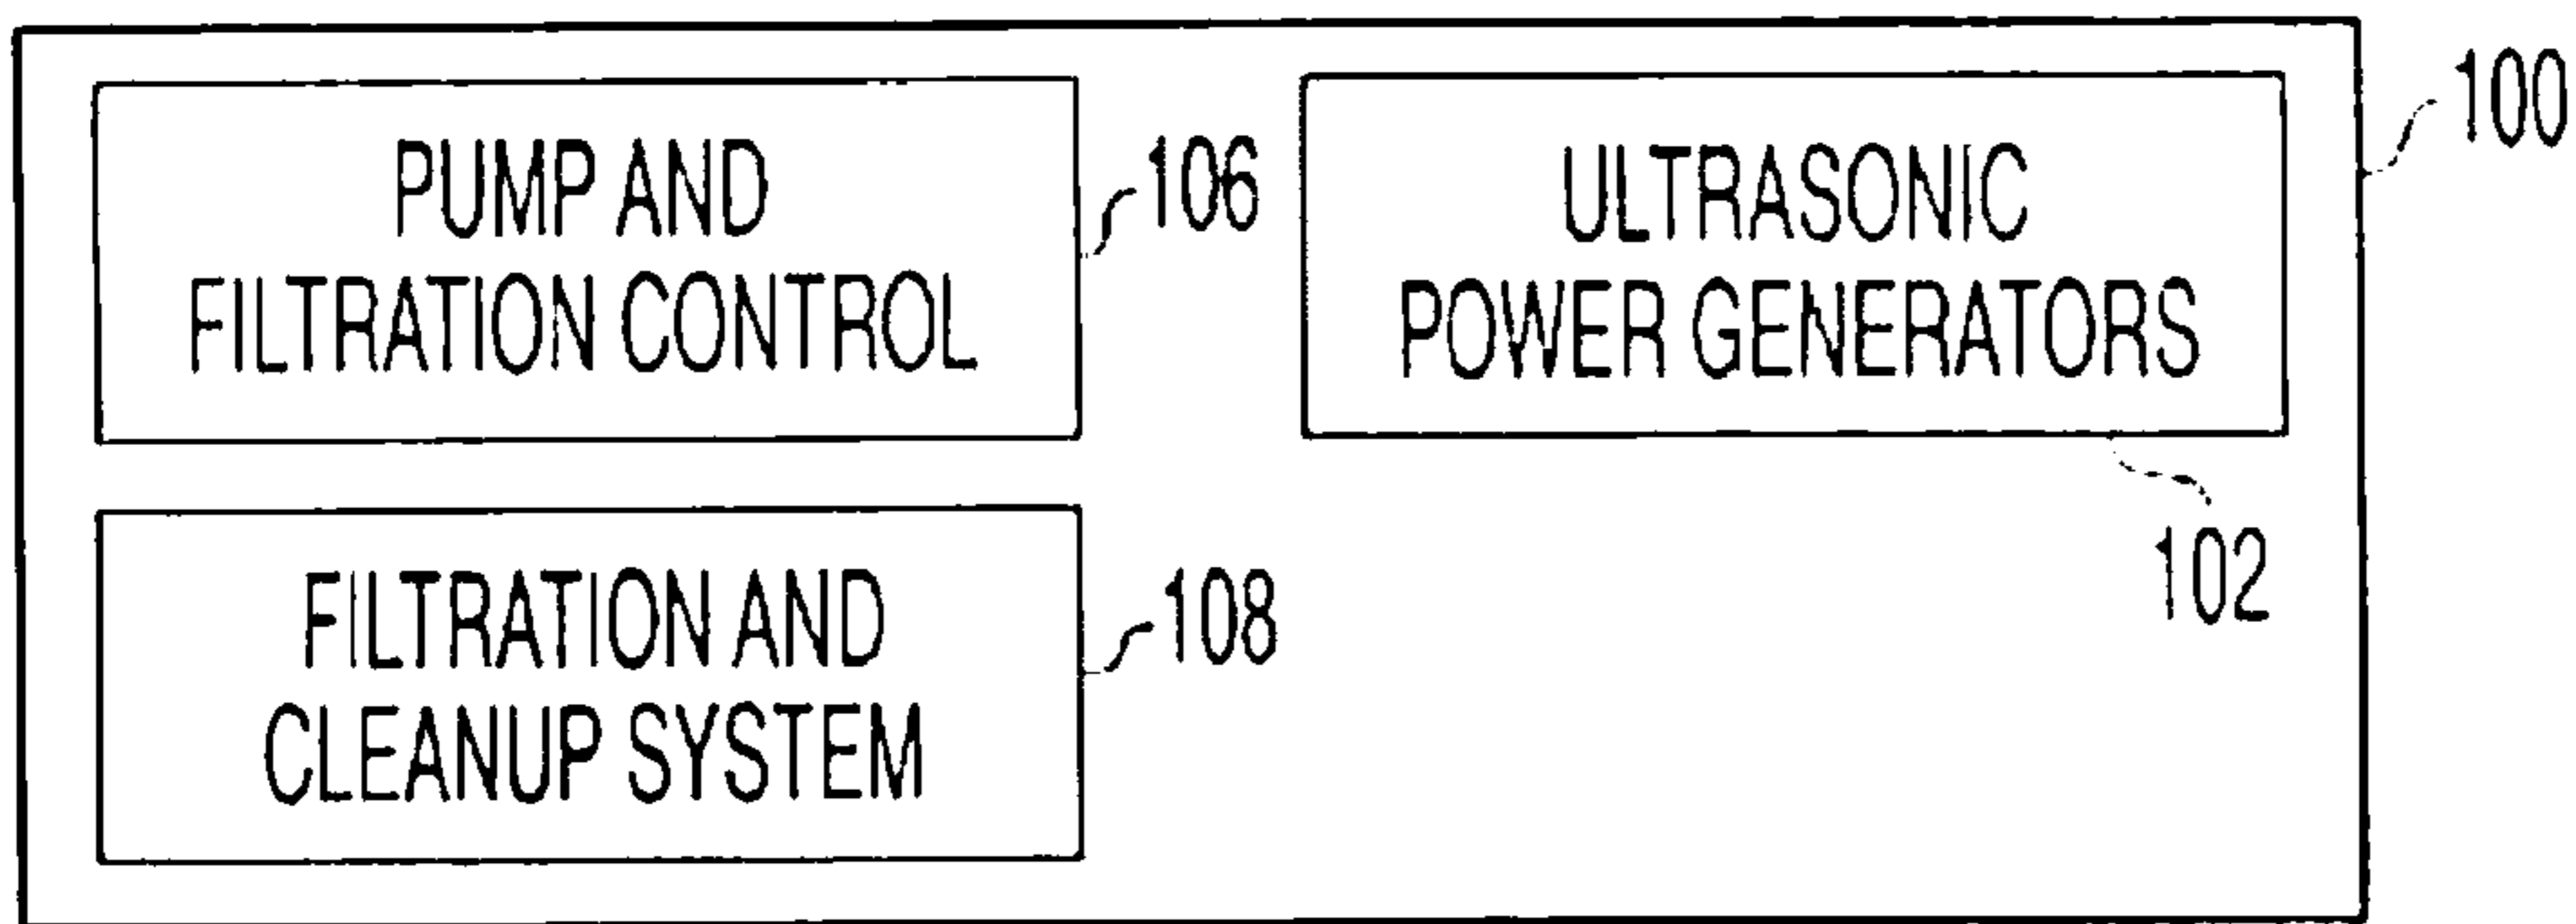 PUMP AND
FILTRATION CONTROL
106
ULTRASONIC
POWER GENERATORS
100
102
FILTRATION AND
CLEANUP SYSTEM
108